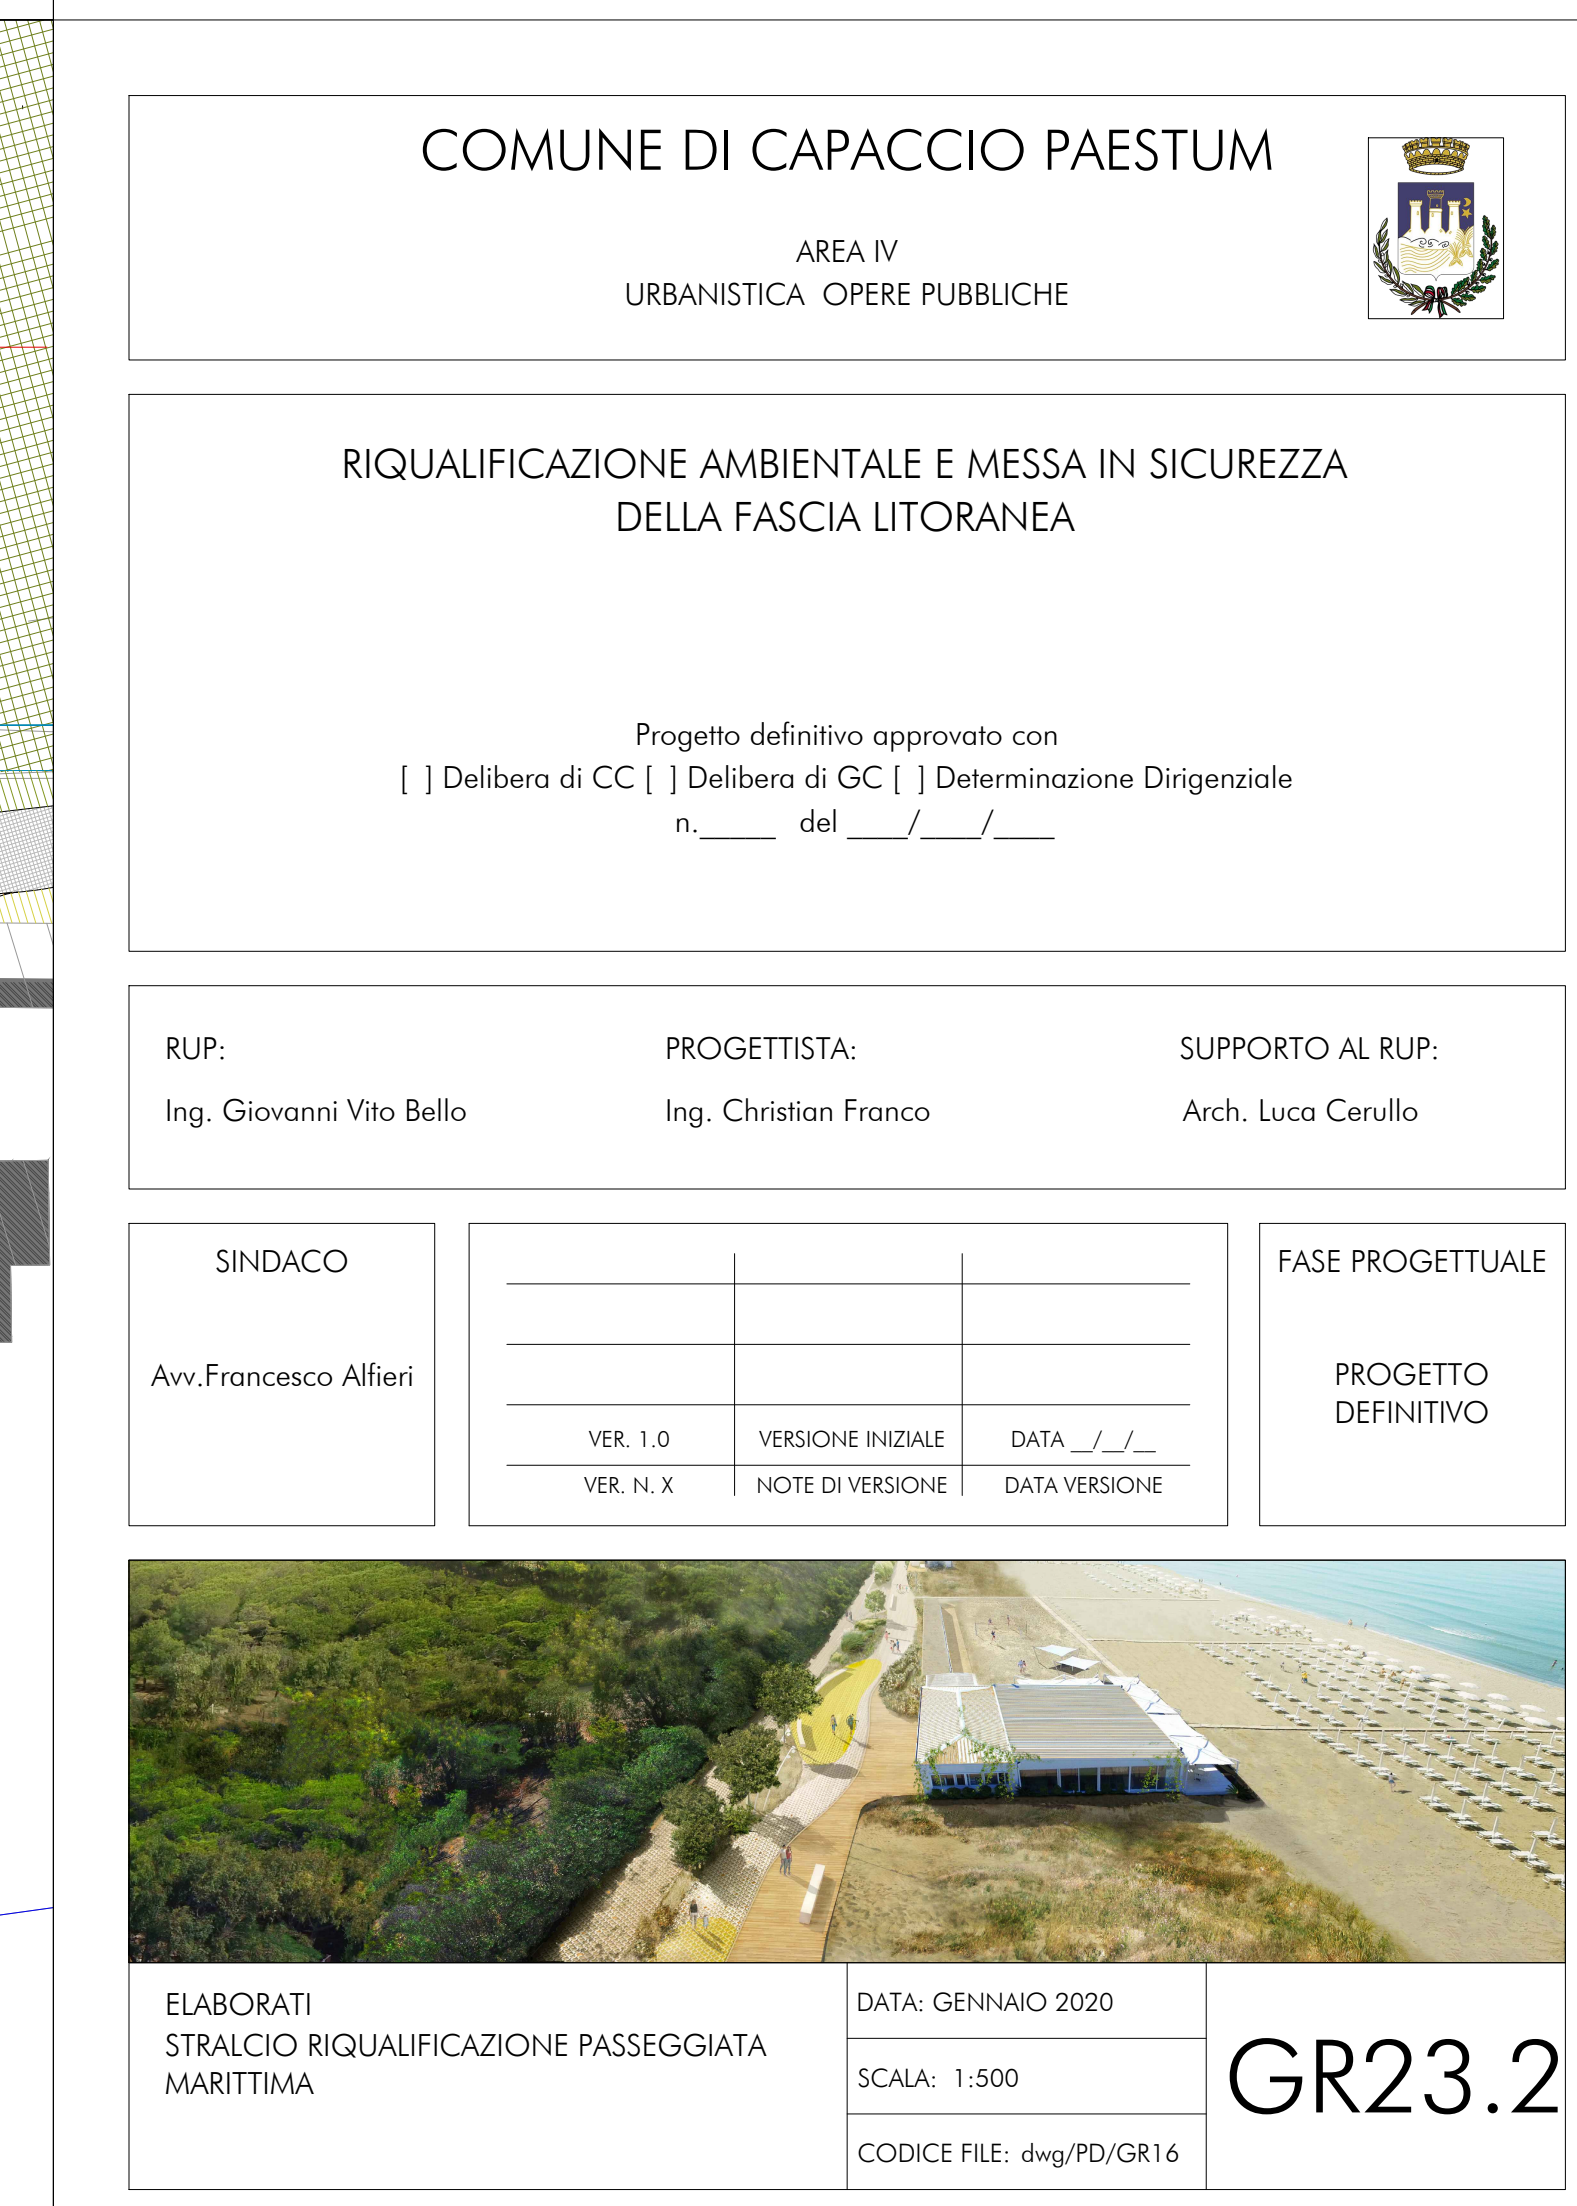 COMUNE DI CAPACCIO PAESTUM
AREA IV
URBANISTICA OPERE PUBBLICHE
RIQUALIFICAZIONE AMBIENTALE E MESSA IN SICUREZZA
DELLA FASCIA LITORANEA
Progetto definitivo approvato con
[ ] Delibera di CC [ ] Delibera di GC [ ] Determinazione Dirigenziale
n._____ del ____/____/____
RUP:
Ing. Giovanni Vito Bello
PROGETTISTA:
Ing. Christian Franco
SUPPORTO AL RUP:
Arch. Luca Cerullo
SINDACO
Avv.Francesco Alfieri
VER. 1.0 VERSIONE INIZIALE DATA __/__/__
VER. N. X NOTE DI VERSIONE DATA VERSIONE
FASE PROGETTUALE
PROGETTO
DEFINITIVO
ELABORATI
STRALCIO RIQUALIFICAZIONE PASSEGGIATA
MARITTIMA
DATA: GENNAIO 2020
SCALA: 1:500
CODICE FILE: dwg/PD/GR16
GR23.2